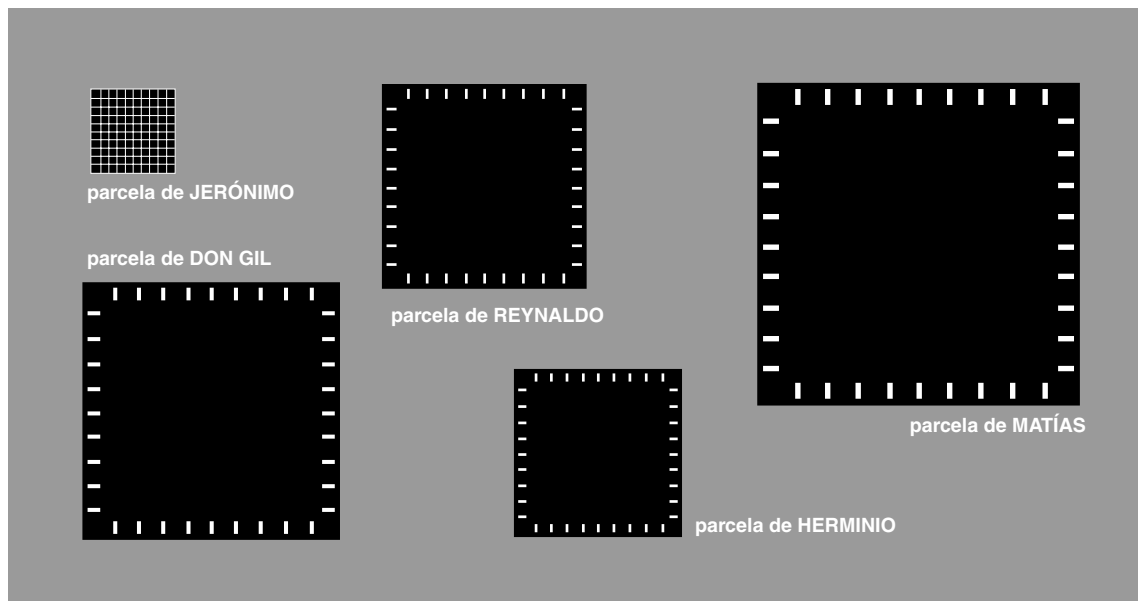 parcela de JERÓNIMO
parcela de DON GIL
parcela de REYNALDO
parcela de MATÍAS
parcela de HERMINIO